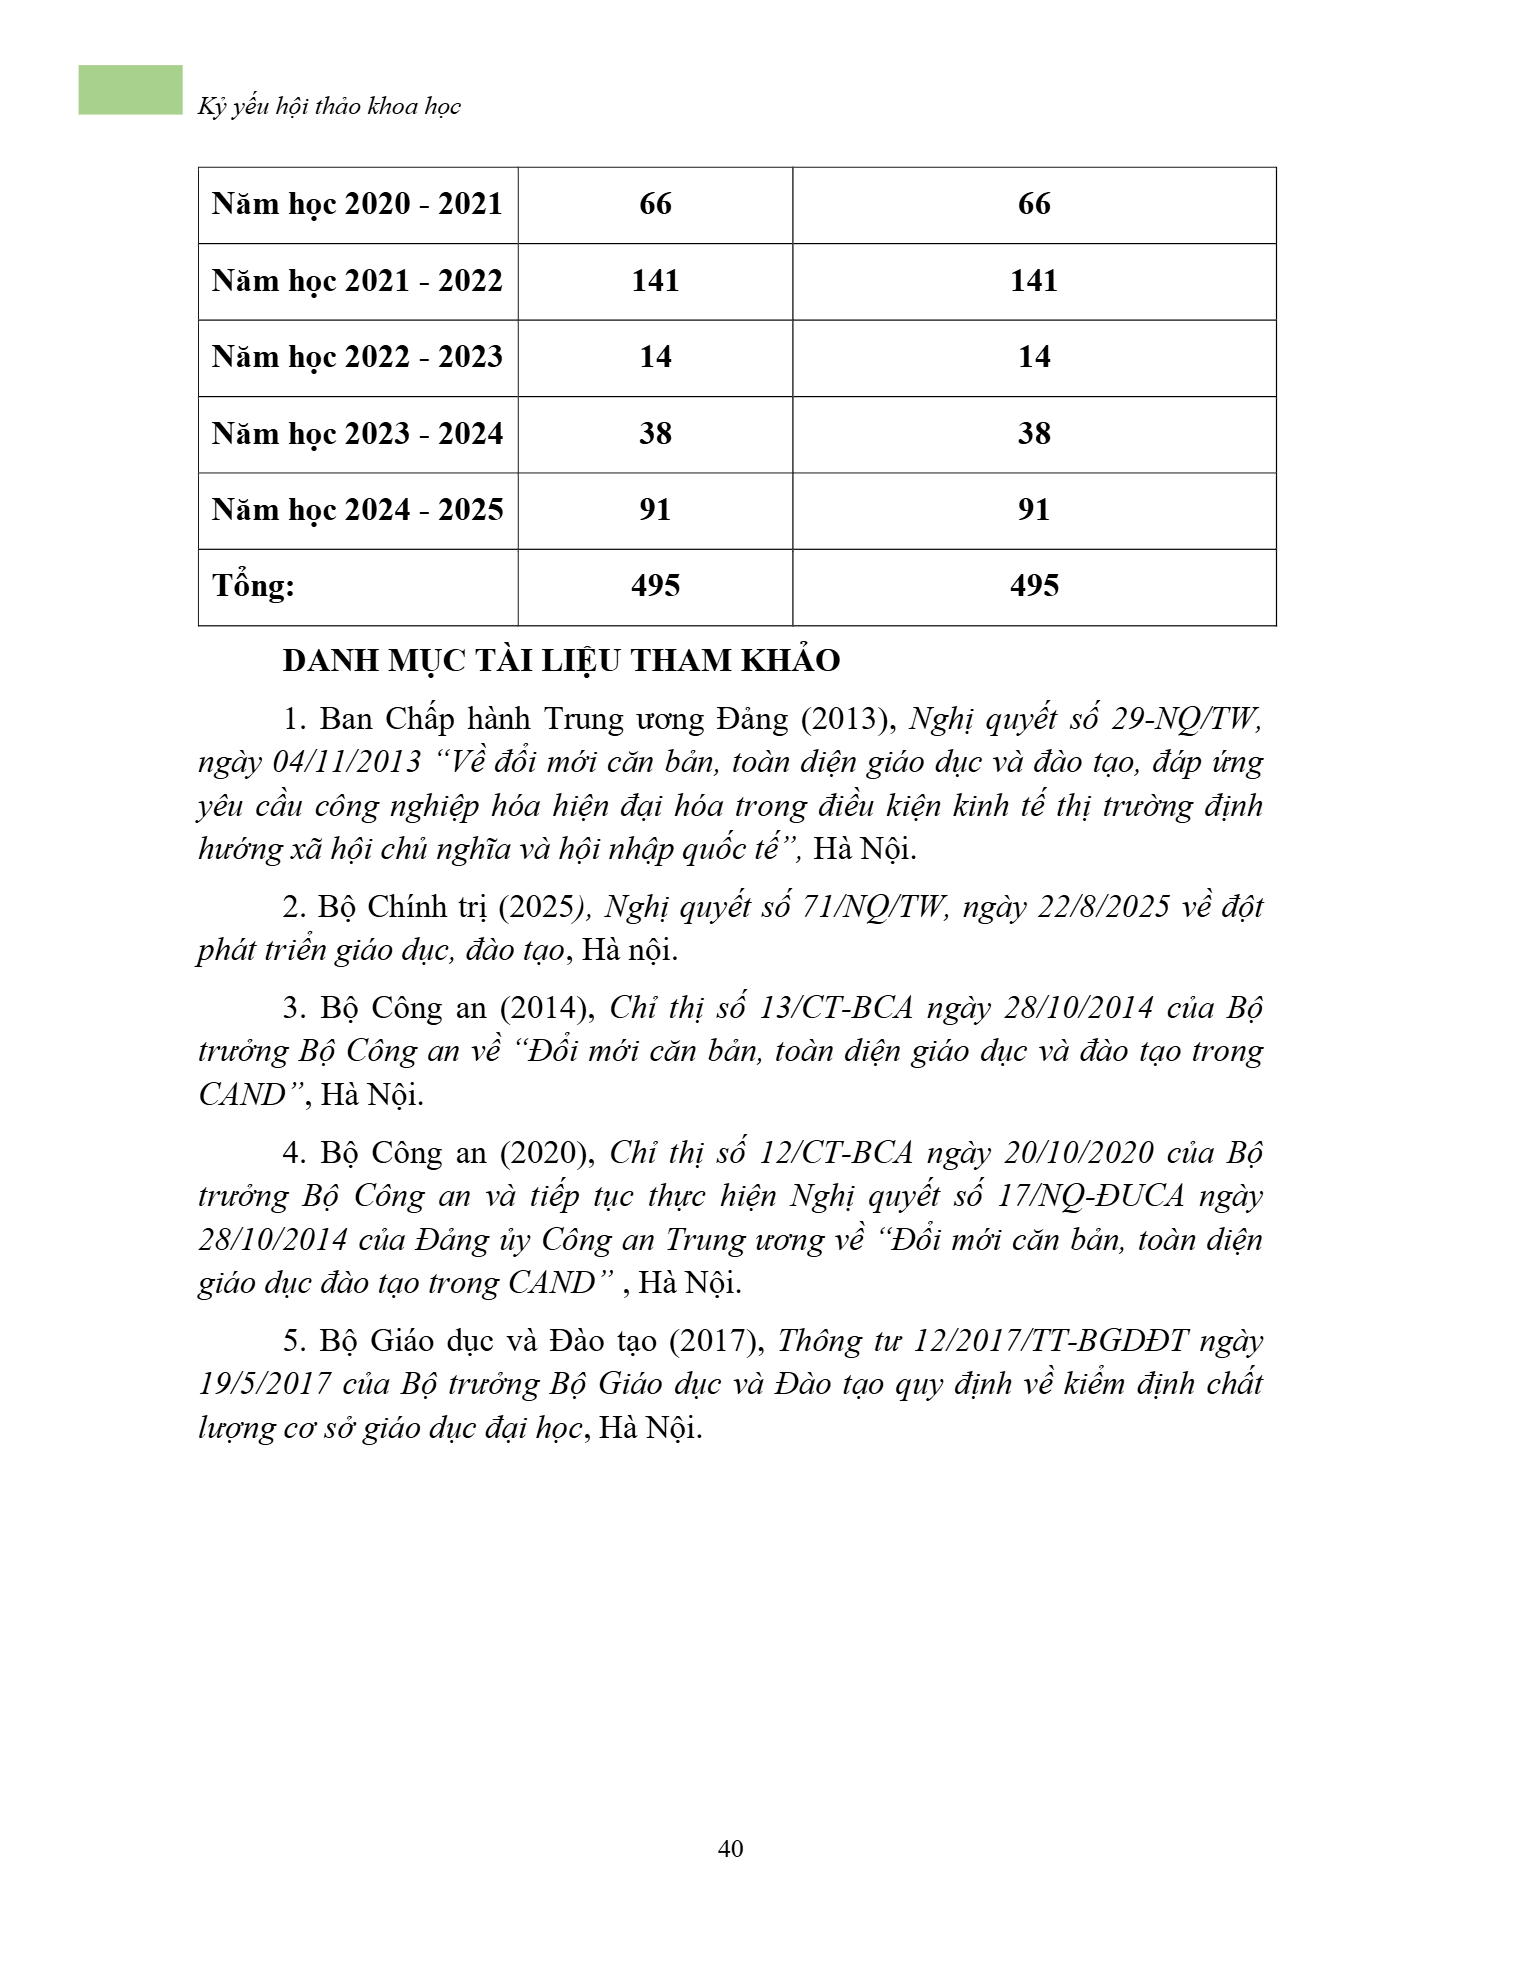 Kỷ yếu hội thảo khoa học
Năm học 2020 - 2021 66 66
Năm học 2021 - 2022 141 141
Năm học 2022 - 2023 14 14
Năm học 2023 - 2024 38 38
Năm học 2024 - 2025 91 91
Tổng: 495 495
DANH MỤC TÀI LIỆU THAM KHẢO
1. Ban Chấp hành Trung ương Đảng (2013), Nghị quyết số 29-NQ/TW,
ngày 04/11/2013 “Về đổi mới căn bản, toàn diện giáo dục và đào tạo, đáp ứng
yêu cầu công nghiệp hóa hiện đại hóa trong điều kiện kinh tế thị trường định
hướng xã hội chủ nghĩa và hội nhập quốc tế”, Hà Nội.
2. Bộ Chính trị (2025), Nghị quyết số 71/NQ/TW, ngày 22/8/2025 về đột
phát triển giáo dục, đào tạo, Hà nội.
3. Bộ Công an (2014), Chỉ thị số 13/CT-BCA ngày 28/10/2014 của Bộ
trưởng Bộ Công an về “Đổi mới căn bản, toàn diện giáo dục và đào tạo trong
CAND”, Hà Nội.
4. Bộ Công an (2020), Chỉ thị số 12/CT-BCA ngày 20/10/2020 của Bộ
trưởng Bộ Công an và tiếp tục thực hiện Nghị quyết số 17/NQ-ĐUCA ngày
28/10/2014 của Đảng ủy Công an Trung ương về “Đổi mới căn bản, toàn diện
giáo dục đào tạo trong CAND” , Hà Nội.
5. Bộ Giáo dục và Đào tạo (2017), Thông tư 12/2017/TT-BGDĐT ngày
19/5/2017 của Bộ trưởng Bộ Giáo dục và Đào tạo quy định về kiểm định chất
lượng cơ sở giáo dục đại học, Hà Nội.
40